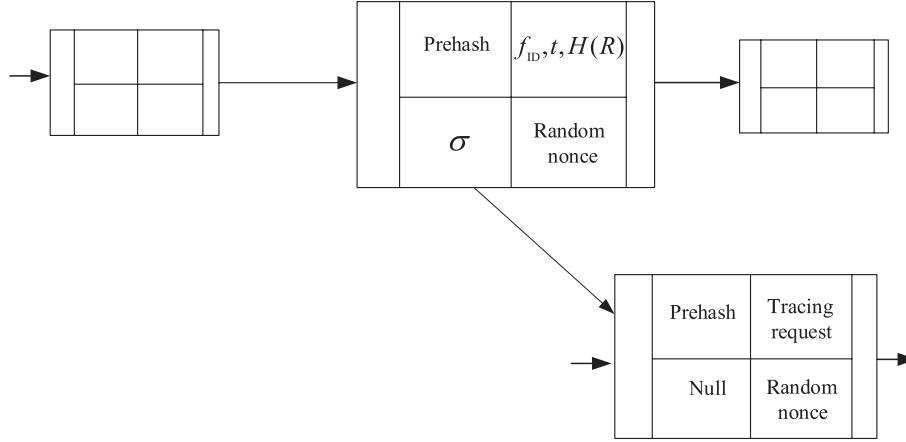 Prehash
f_ID, t, H(R)
σ
Random
nonce
Prehash
Tracing
request
Null
Random
nonce